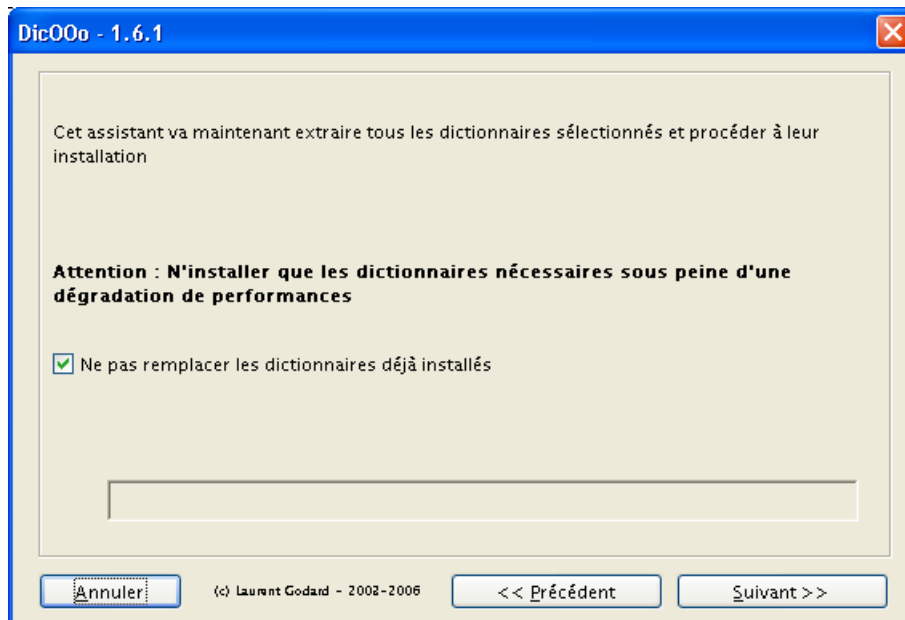 DicOOo - 1.6.1
Cet assistant va maintenant extraire tous les dictionnaires sélectionnés et procéder à leur
installation
Attention : N'installer que les dictionnaires nécessaires sous peine d'une
dégradation de performances
Ne pas remplacer les dictionnaires déjà installés
Annuler
(c) Laurent Godard - 2002-2006
<< Précédent
Suivant >>